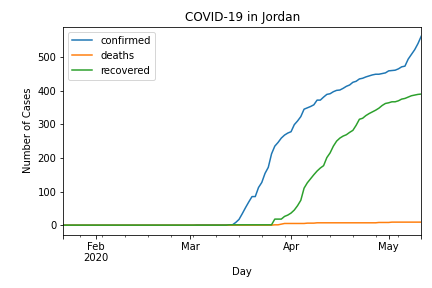 COVID-19 in Jordan
confirmed
deaths
recovered
Number of Cases
500
400
300
200
100
0
Feb
2020
Mar
Apr
May
Day